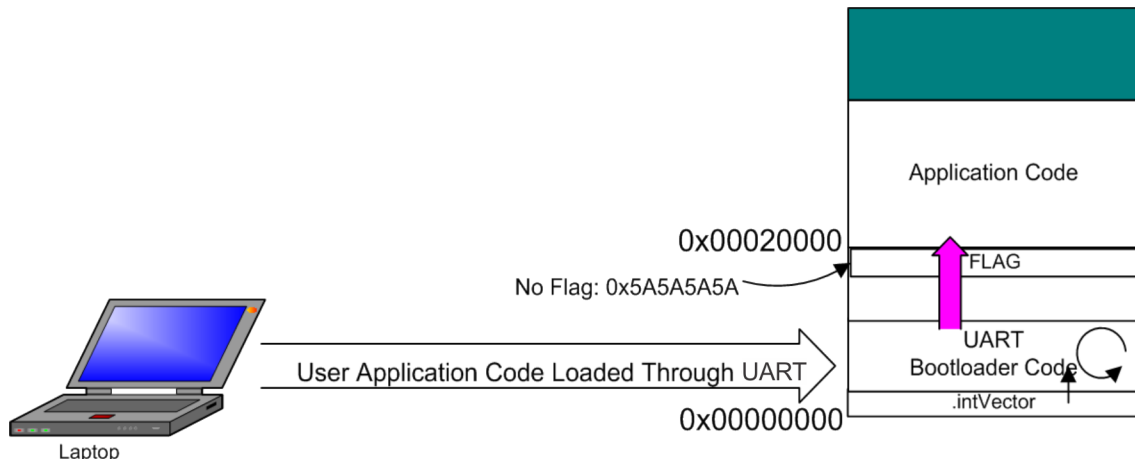 Application Code
0x00020000
FLAG
No Flag: 0x5A5A5A5A
UART
Bootloader Code
User Application Code Loaded Through UART
.intVector
0x00000000
Laptop